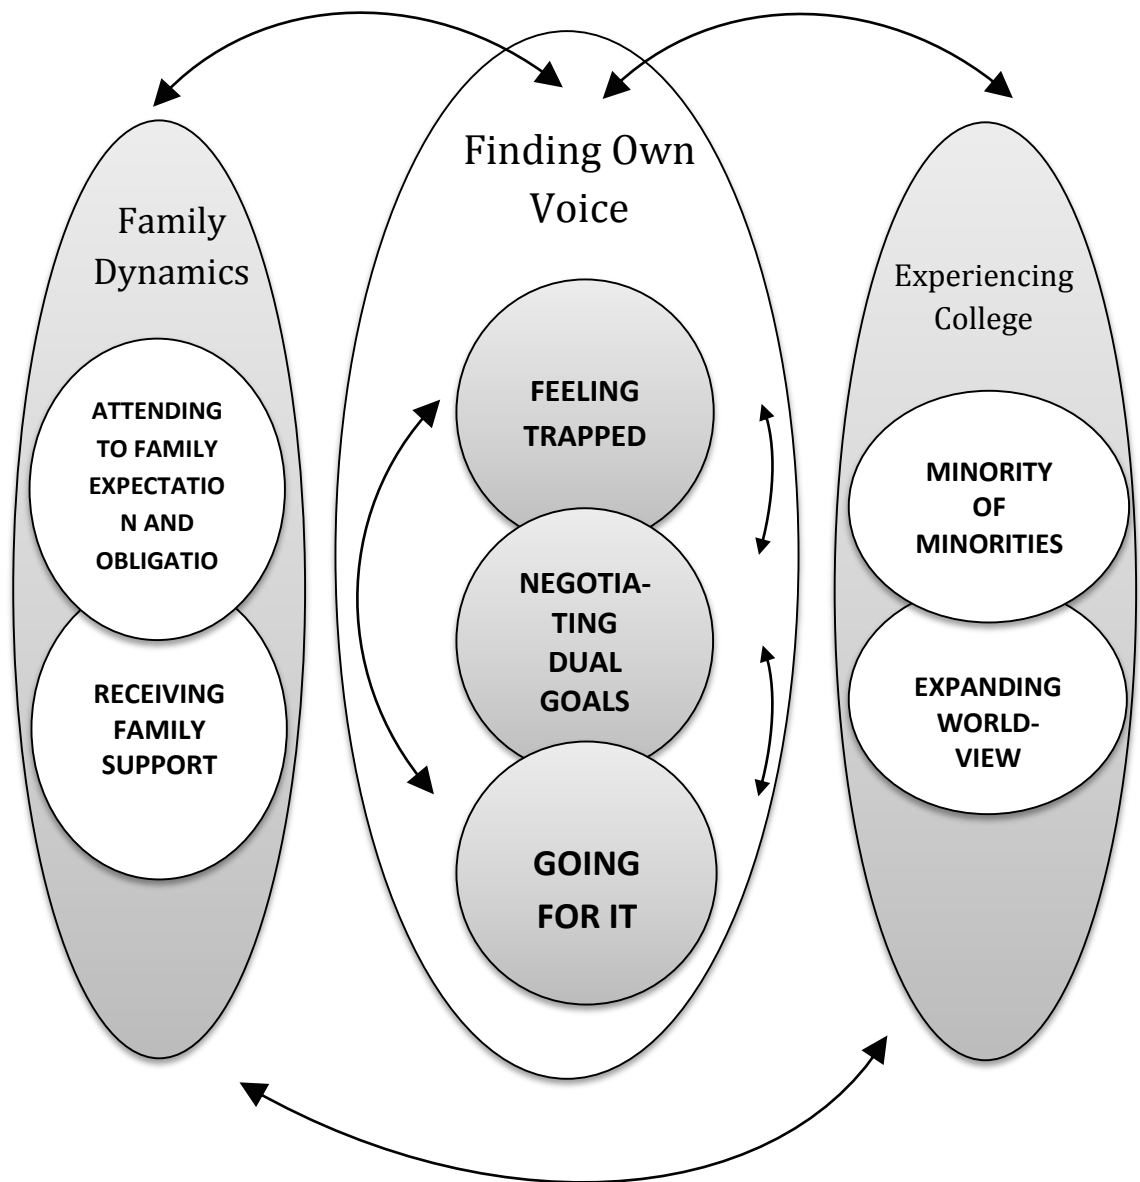 Family
Dynamics
ATTENDING
TO FAMILY
EXPECTATIO
N AND
OBLIGATIO
RECEIVING
FAMILY
SUPPORT
Finding Own
Voice
FEELING
TRAPPED
NEGOTIA-
TING
DUAL
GOALS
GOING
FOR IT
Experiencing
College
MINORITY
OF
MINORITIES
EXPANDING
WORLD-
VIEW